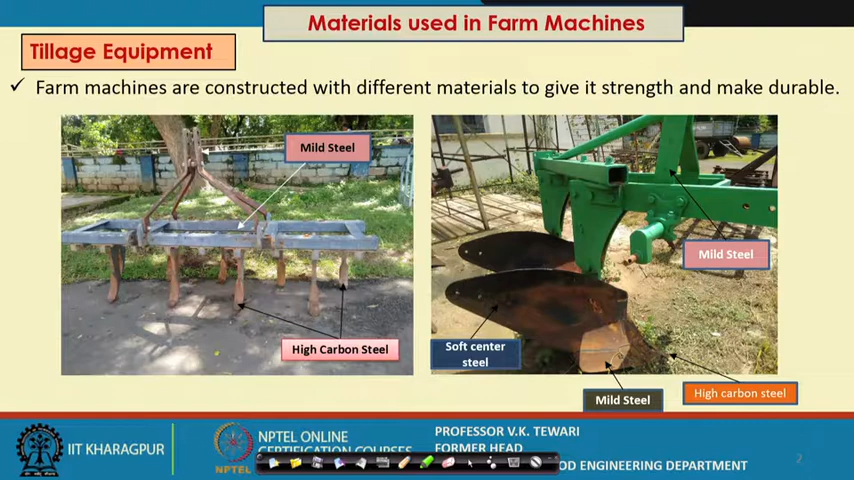 Materials used in Farm Machines
Tillage Equipment
✓ Farm machines are constructed with different materials to give it strength and make durable.
Mild Steel
High Carbon Steel
Mild Steel
Soft center
steel
Mild Steel
High carbon steel
IIT KHARAGPUR
NPTEL
NPTEL ONLINE
CERTIFICATION COURSES
PROFESSOR V.K. TEWARI
FORMER HEAD
OD ENGINEERING DEPARTMENT
2